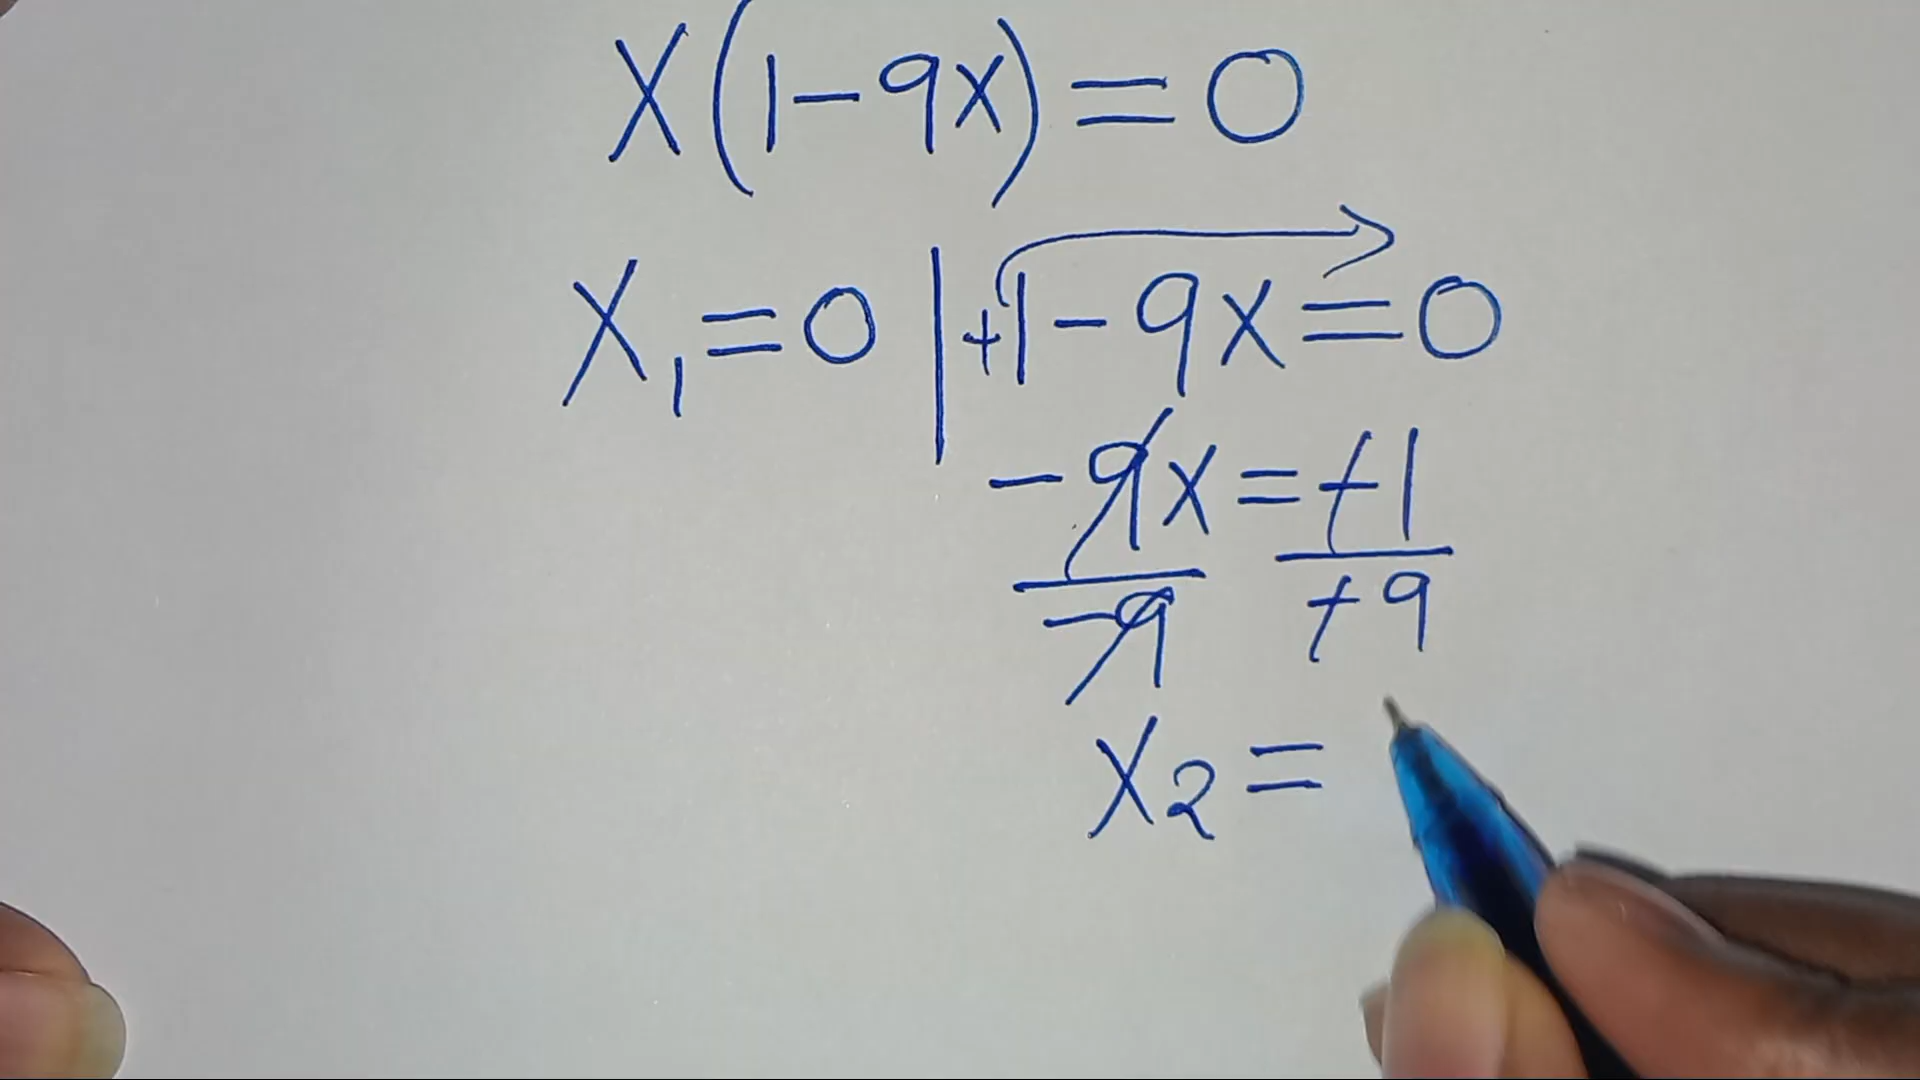 X(1-9x)=0
X₁=0 | +1-9x=0
-9x=+1
-9 +9
X₂=